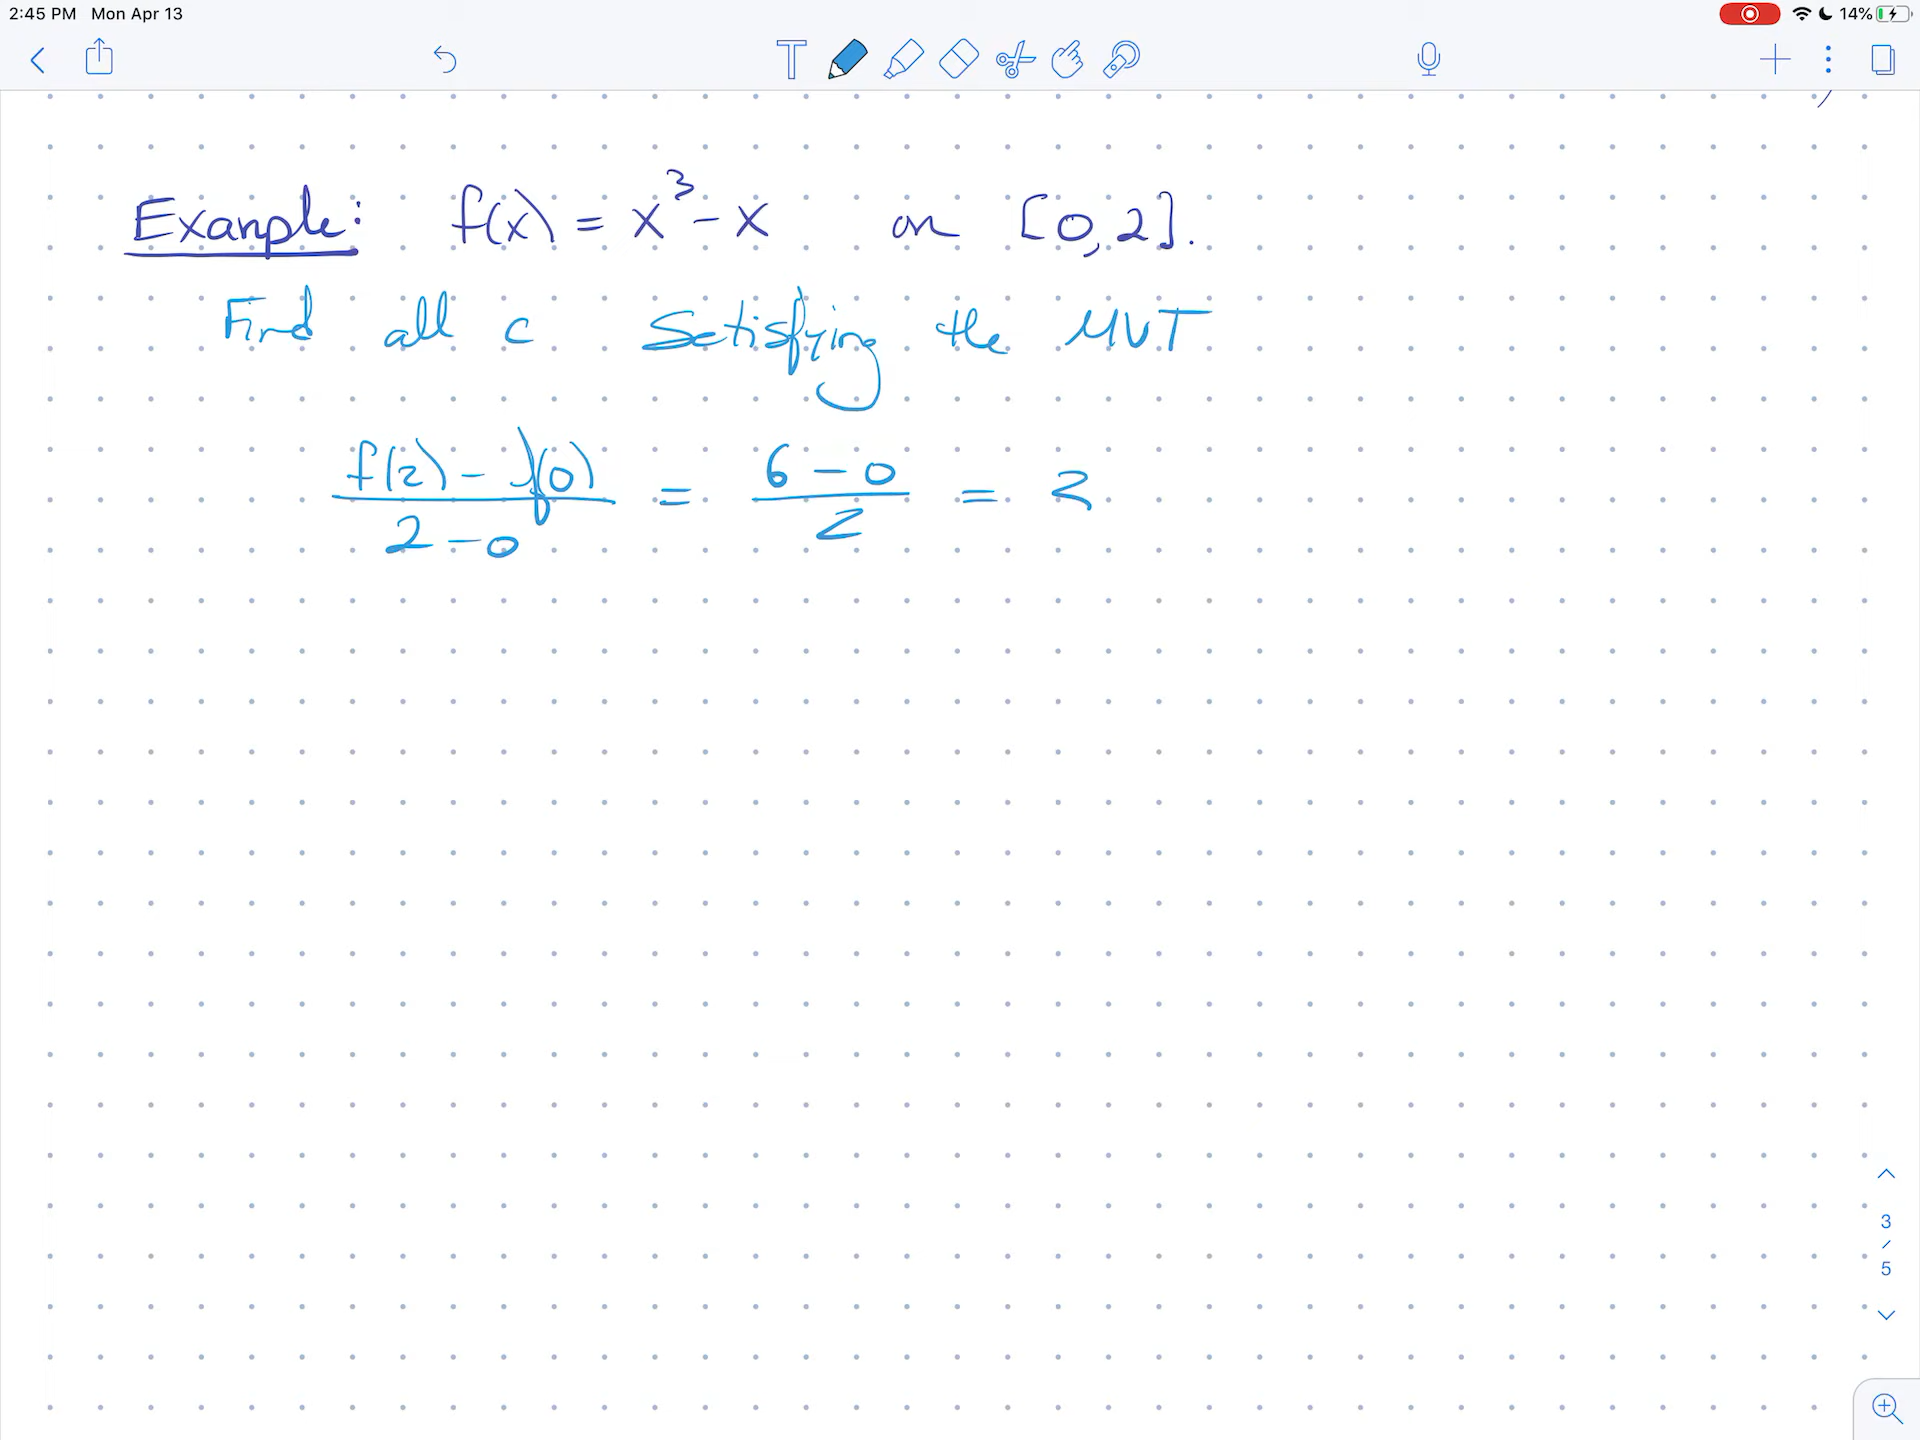 2:45 PM Mon Apr 13 14%
Example: f(x) = x³ - x on [0,2].
Find all c Satisfying the MVT
f(2) - f(0) / 2 - 0 = 6 - 0 / 2 = 3
3 / 5